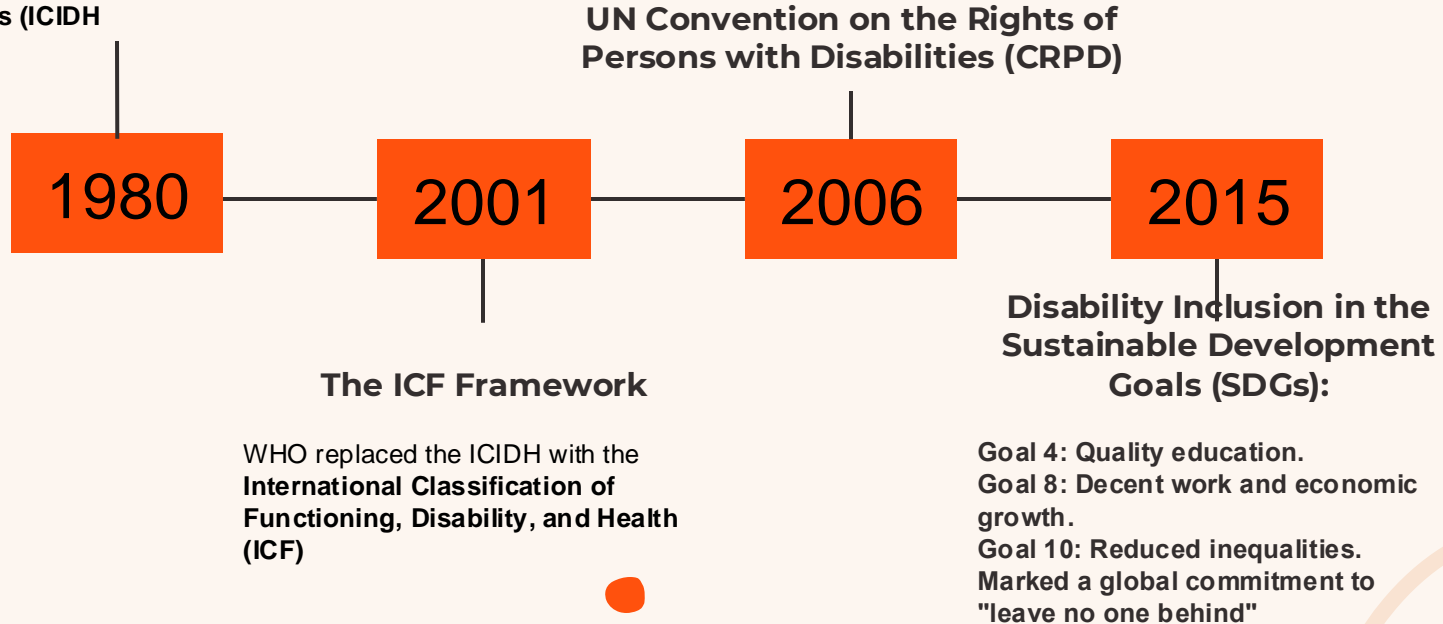 s (ICIDH
UN Convention on the Rights of
Persons with Disabilities (CRPD)
1980
2001
2006
2015
The ICF Framework
WHO replaced the ICIDH with the
International Classification of
Functioning, Disability, and Health
(ICF)
Disability Inclusion in the
Sustainable Development
Goals (SDGs):
Goal 4: Quality education.
Goal 8: Decent work and economic
growth.
Goal 10: Reduced inequalities.
Marked a global commitment to
"leave no one behind"